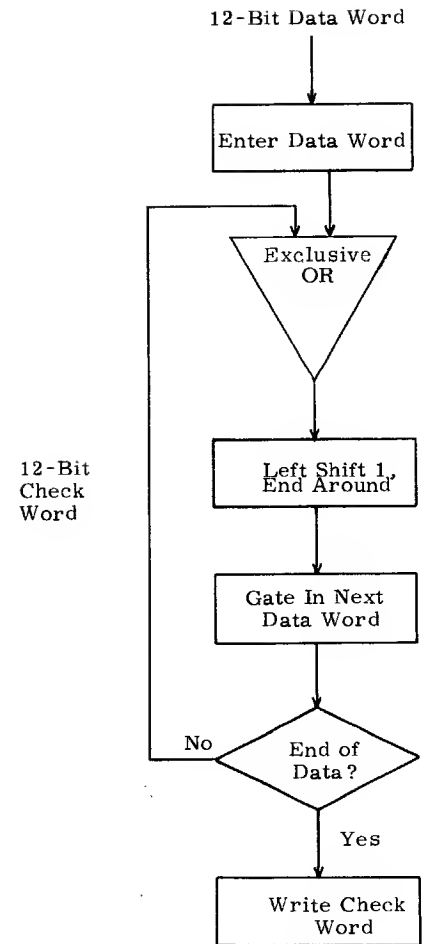 12-Bit Data Word
Enter Data Word
Exclusive
OR
Left Shift 1,
End Around
12-Bit
Check
Word
Gate In Next
Data Word
No
End of
Data?
Yes
Write Check
Word